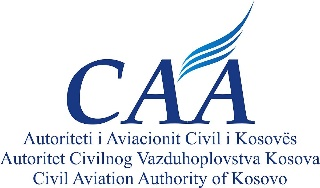 CAA
Autoriteti i Aviacionit Civil i Kosovës
Autoritet Civilnog Vazduhoplovstva Kosova
Civil Aviation Authority of Kosovo